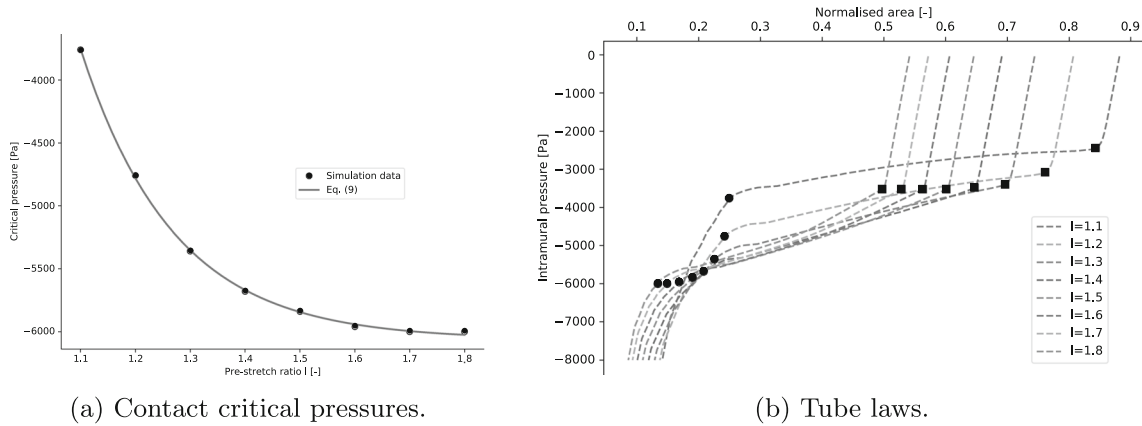 −4000
−4500
−5000
−5500
−6000
Critical pressure [Pa]
Simulation data
Eq. (9)
1.1 1.2 1.3 1.4 1.5 1.6 1.7 1.8
Pre-stretch ratio l [-]
(a) Contact critical pressures.
Normalised area [-]
0.1 0.2 0.3 0.4 0.5 0.6 0.7 0.8 0.9
0
−1000
−2000
−3000
−4000
−5000
−6000
−7000
−8000
Intramural pressure [Pa]
l=1.1
l=1.2
l=1.3
l=1.4
l=1.5
l=1.6
l=1.7
l=1.8
(b) Tube laws.